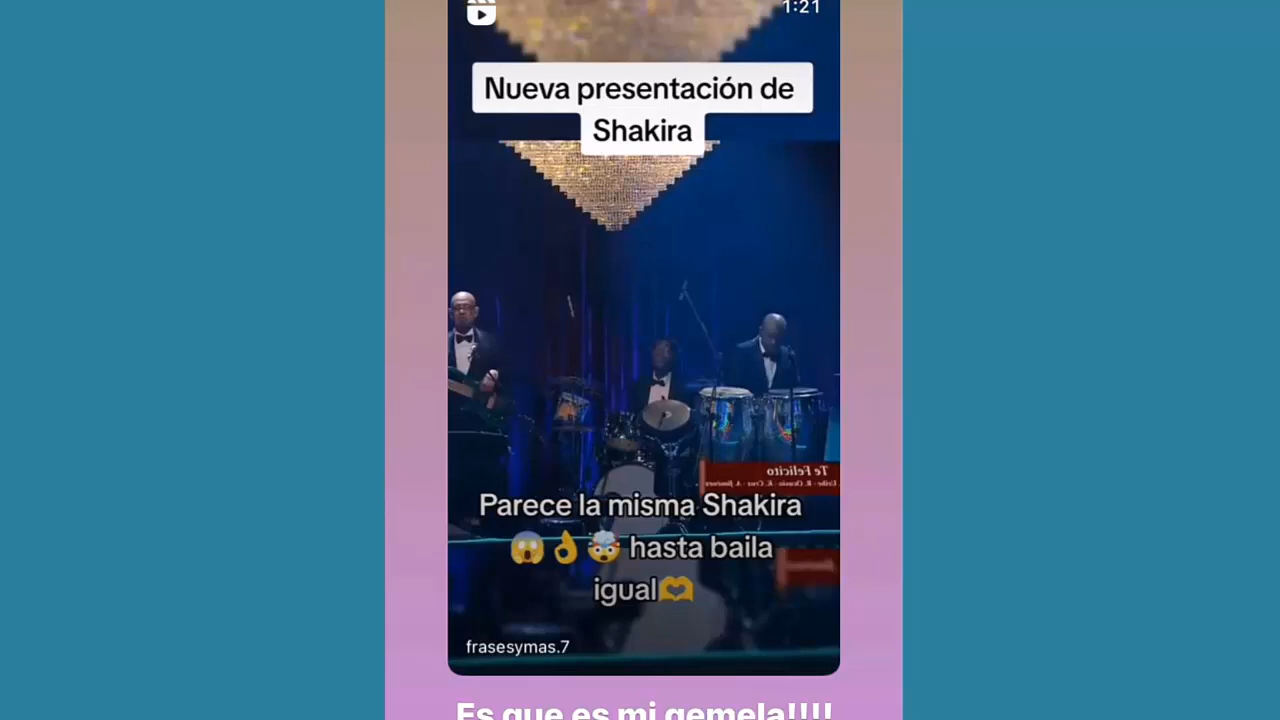 1:21
Nueva presentación de
Shakira
Te Felicito
Parece la misma Shakira
😱👌🤯 hasta baila
igual🫶
frasesymas.7
Es que es mi gemela!!!!